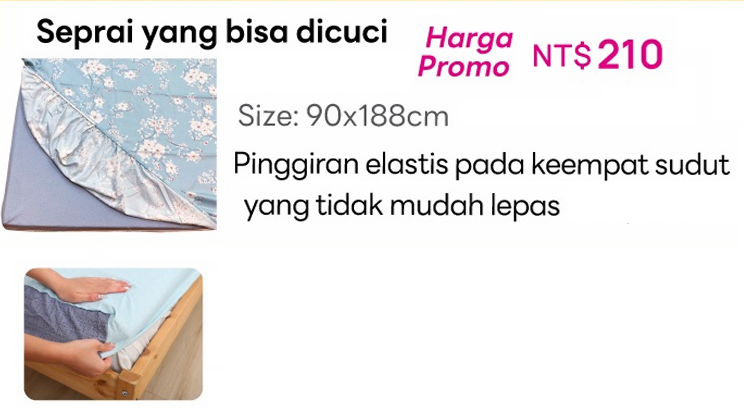 Seprai yang bisa dicuci
Harga
Promo
NT$ 210
Size: 90x188cm
Pinggiran elastis pada keempat sudut
yang tidak mudah lepas